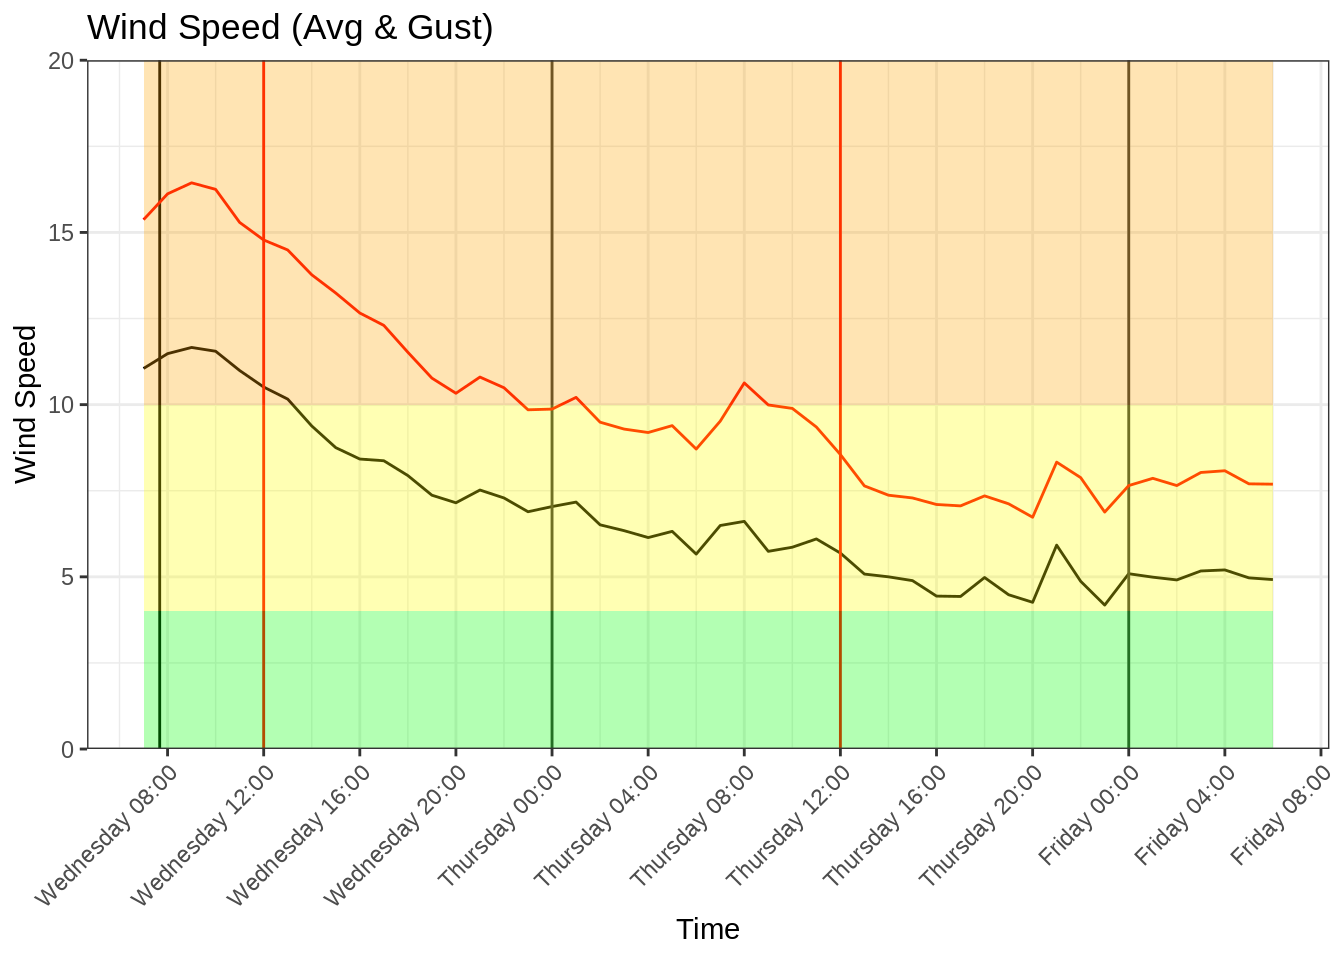 Wind Speed (Avg & Gust)
20
15
10
5
0
Wind Speed
Wednesday 08:00
Wednesday 12:00
Wednesday 16:00
Wednesday 20:00
Thursday 00:00
Thursday 04:00
Thursday 08:00
Thursday 12:00
Thursday 16:00
Thursday 20:00
Friday 00:00
Friday 04:00
Friday 08:00
Time